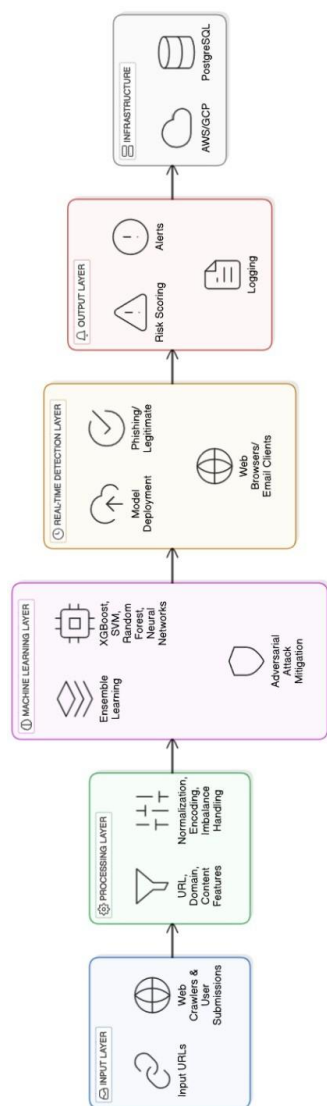 INPUT LAYER
Input URLs
Web
Crawlers &
User
Submissions
PROCESSING LAYER
URL,
Domain,
Content
Features
Normalization,
Encoding,
Imbalance
Handling
MACHINE LEARNING LAYER
Ensemble
Learning
XGBoost,
SVM,
Random
Forest,
Neural
Networks
Adversarial
Attack
Mitigation
REAL-TIME DETECTION LAYER
Model
Deployment
Phishing/
Legitimate
Web
Browsers/
Email Clients
OUTPUT LAYER
Risk Scoring
Alerts
Logging
INFRASTRUCTURE
AWS/GCP
PostgreSQL